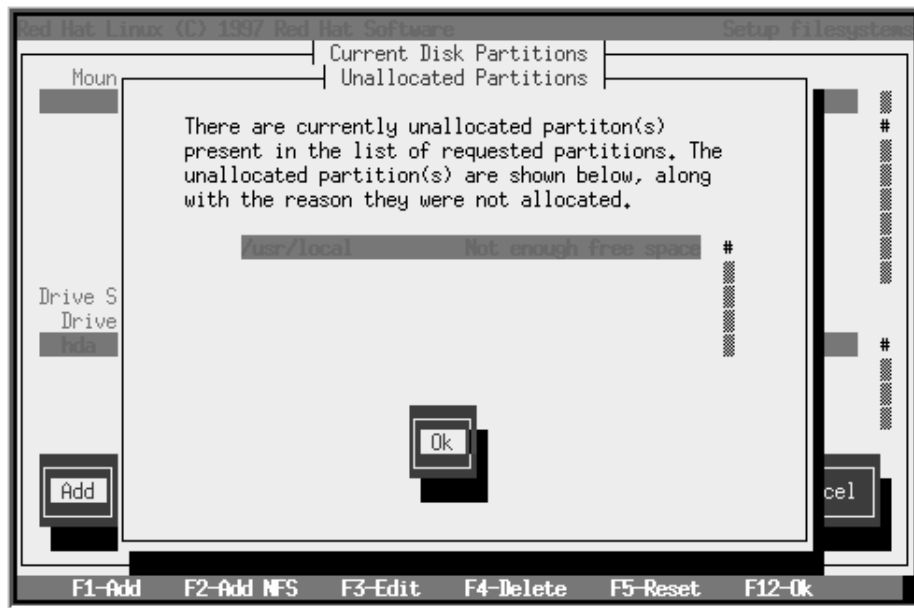 Red Hat Linux (C) 1997 Red Hat Software Setup filesystems
Current Disk Partitions
Unallocated Partitions
Moun
#
There are currently unallocated partiton(s)
present in the list of requested partitions. The
unallocated partition(s) are shown below, along
with the reason they were not allocated.
/usr/local Not enough free space #
Drive S
Drive
hda #
Ok
Add cel
F1-Add F2-Add NFS F3-Edit F4-Delete F5-Reset F12-Ok